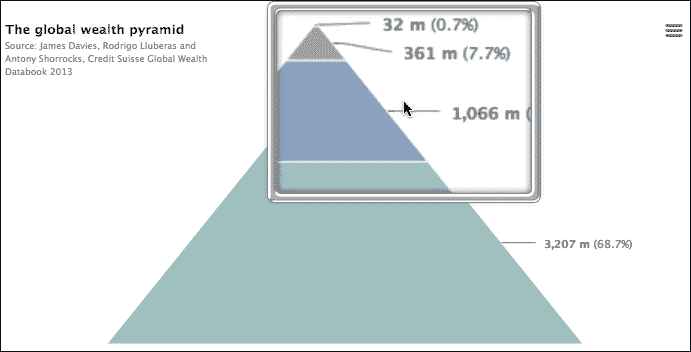 The global wealth pyramid
Source: James Davies, Rodrigo Lluberas and
Antony Shorrocks, Credit Suisse Global Wealth
Databook 2013
32 m (0.7%)
361 m (7.7%)
1,066 m (
3,207 m (68.7%)